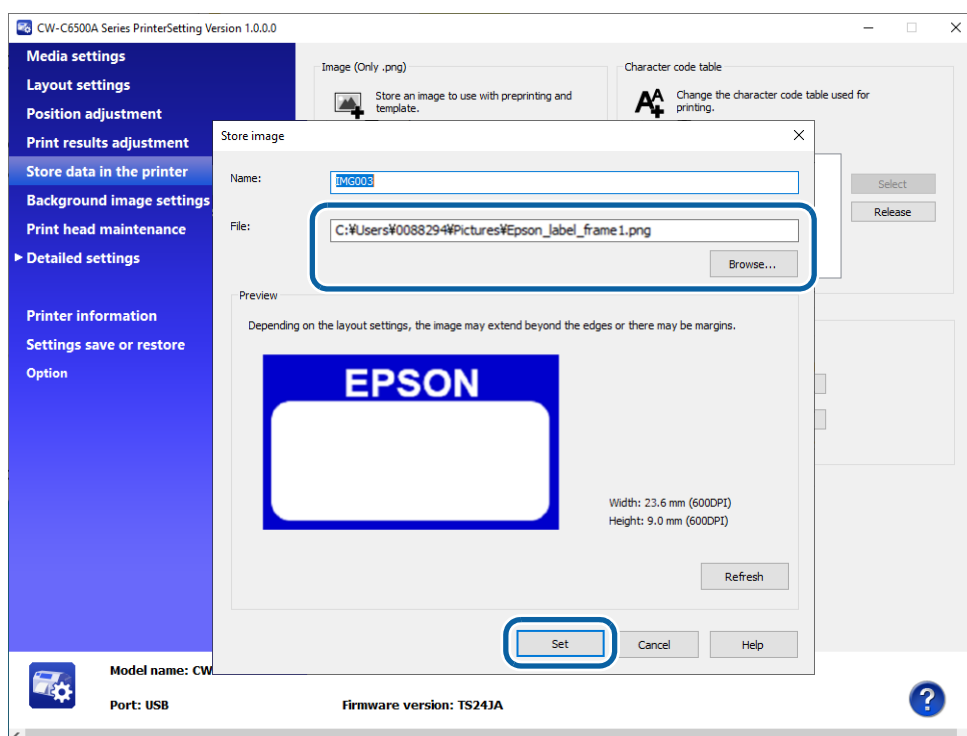 CW-C6500A Series PrinterSetting Version 1.0.0.0
Media settings
Layout settings
Position adjustment
Print results adjustment
Store data in the printer
Background image settings
Print head maintenance
Detailed settings
Printer information
Settings save or restore
Option
Image (Only .png)
Store an image to use with preprinting and
template.
Character code table
Change the character code table used for
printing.
Select
Release
Store image
Name:
IMG003
File:
C:¥Users¥0088294¥Pictures¥Epson_label_frame1.png
Browse...
Preview
Depending on the layout settings, the image may extend beyond the edges or there may be margins.
EPSON
Width: 23.6 mm (600DPI)
Height: 9.0 mm (600DPI)
Refresh
Set
Cancel
Help
Model name: CW
Port: USB
Firmware version: TS24JA
?